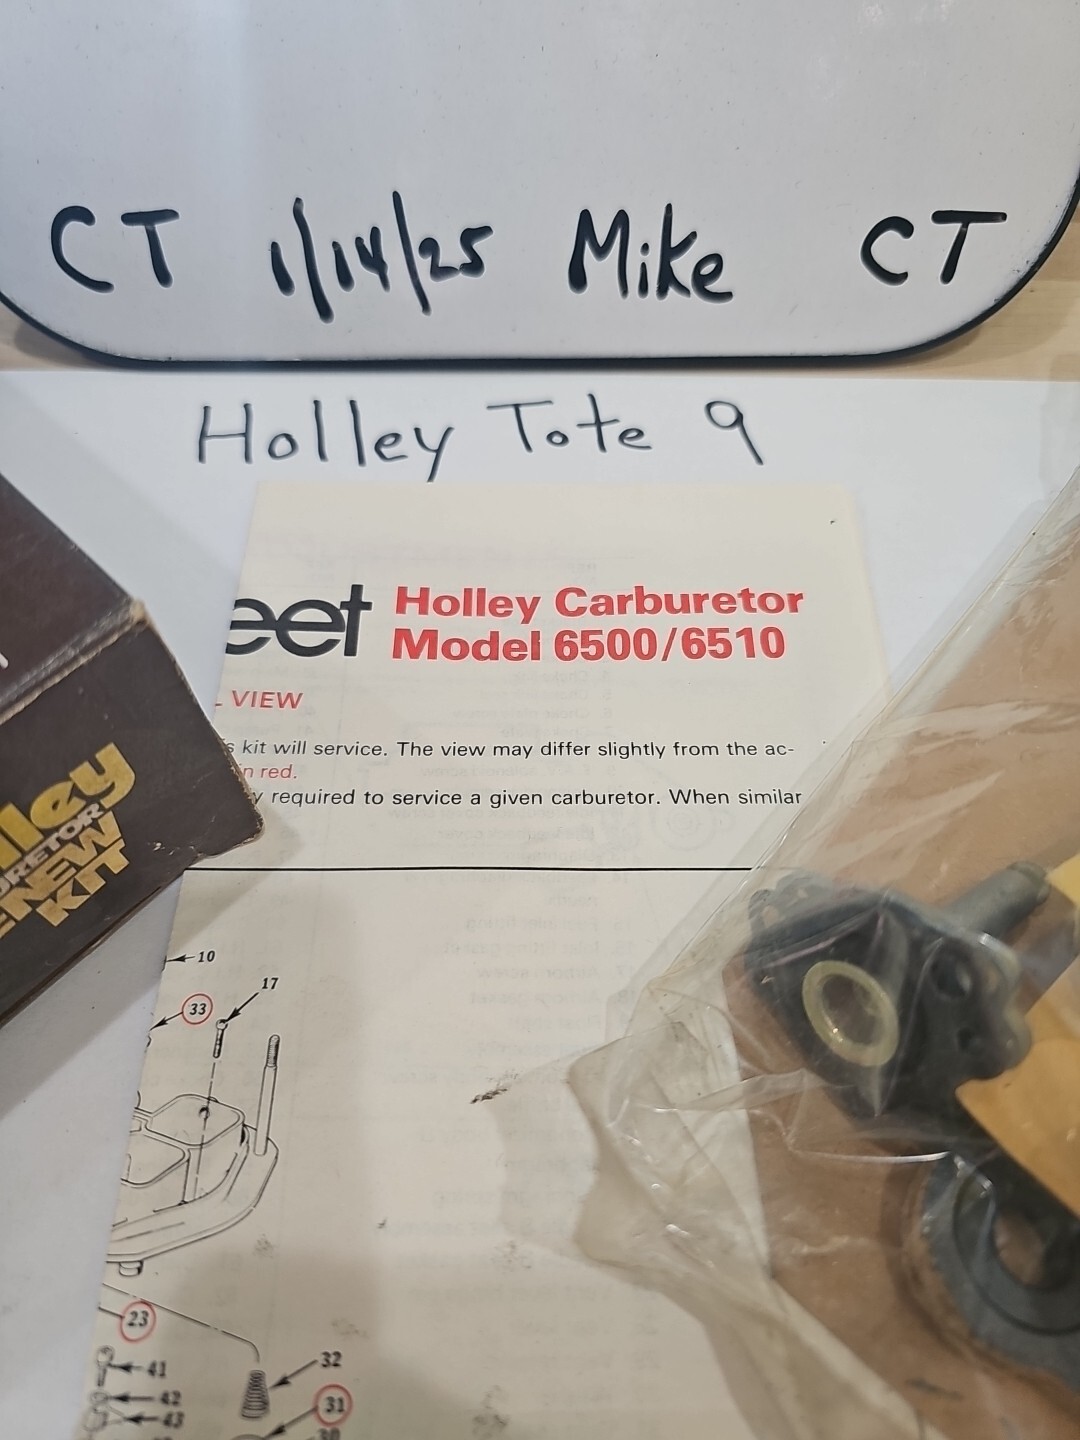 CT 1/14/25 Mike CT
Holley Tote 9
eet Holley Carburetor
Model 6500/6510
VIEW
s kit will service. The view may differ slightly from the ac-
in red.
y required to service a given carburetor. When similar
lley
URETOR
ENEW
KIT
10
33
17
23
41
42
43
32
31
30